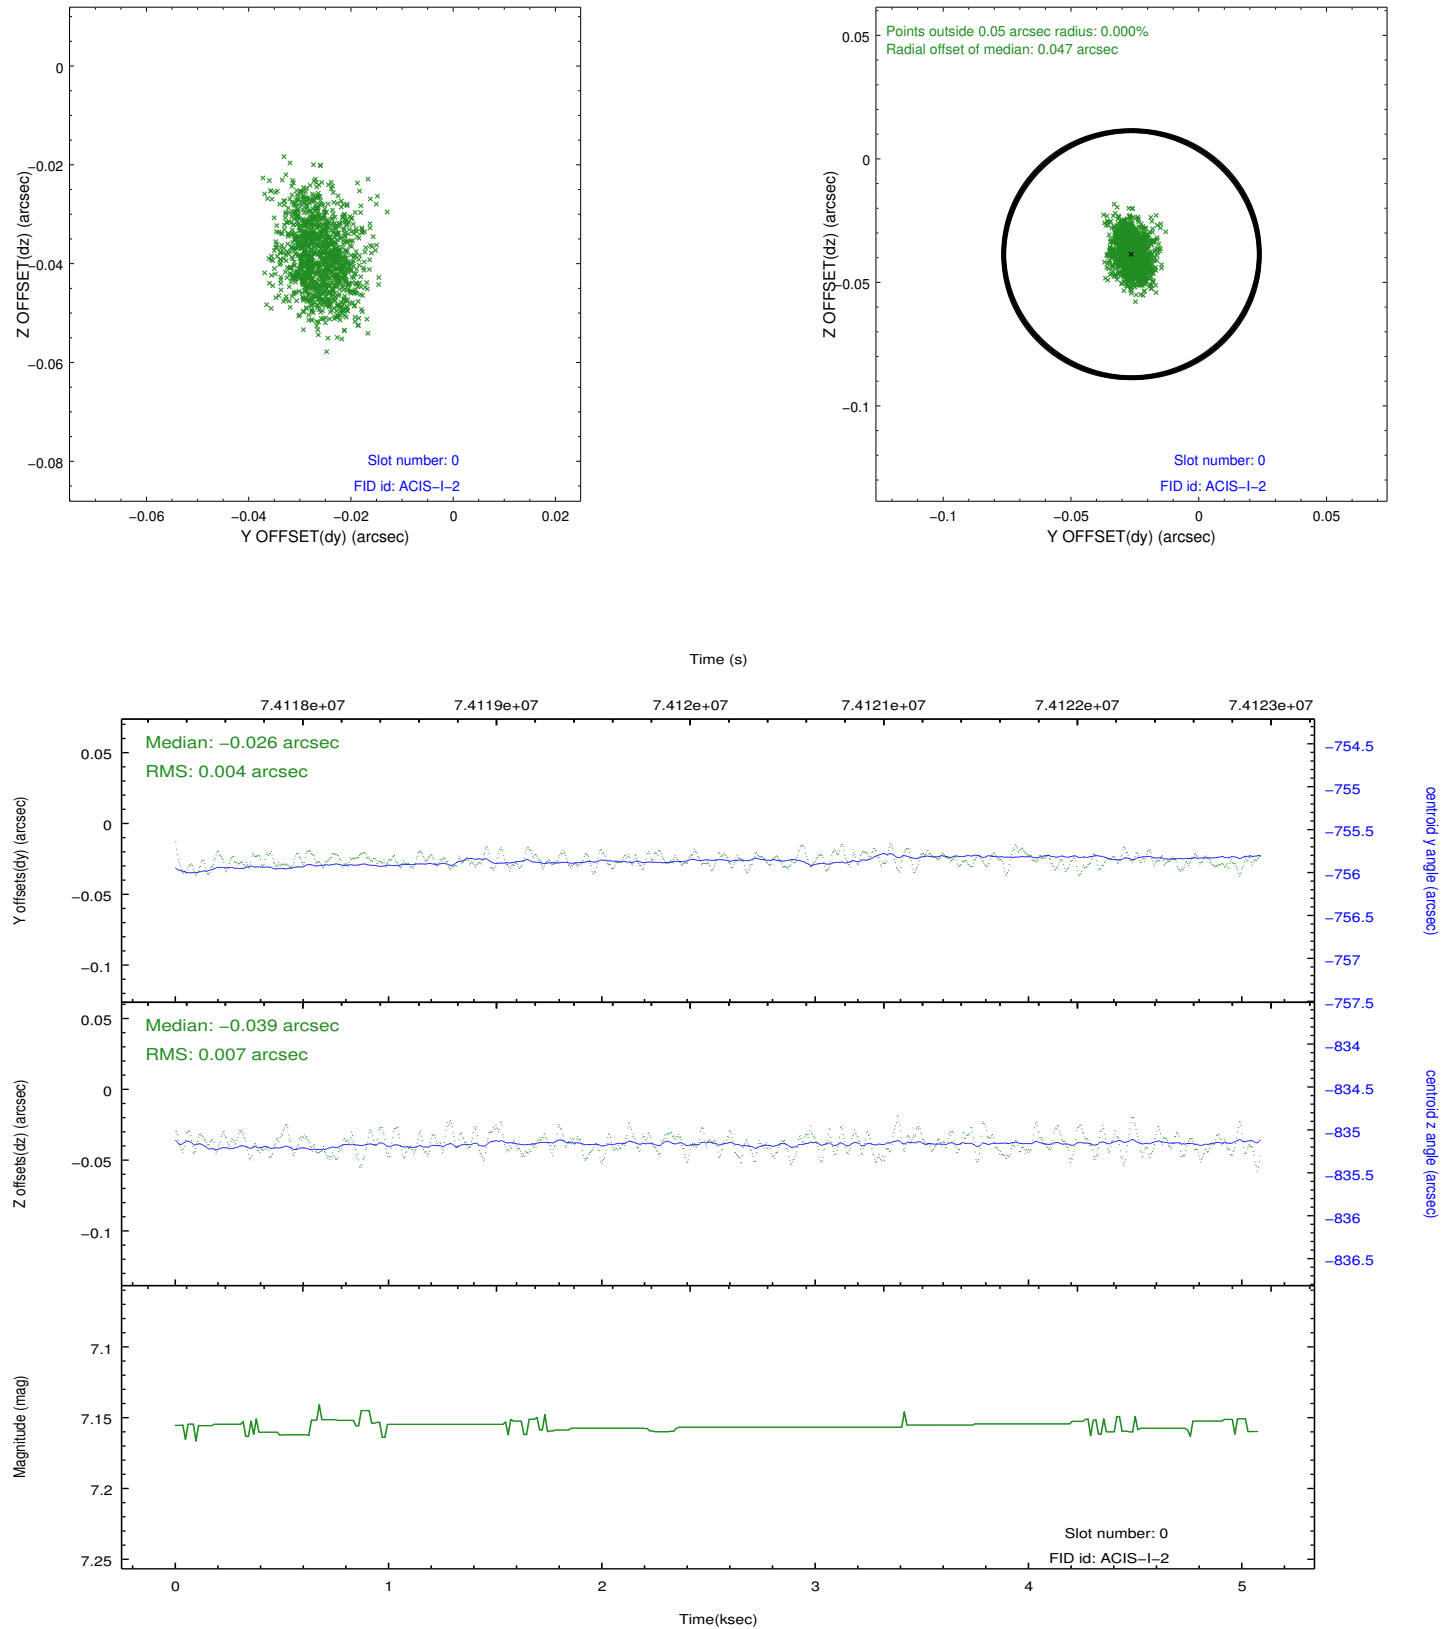 0
−0.02
−0.04
−0.06
−0.08
Z OFFSET(dz) (arcsec)
Slot number: 0
FID id: ACIS−I−2
−0.06
−0.04
−0.02
0
0.02
Y OFFSET(dy) (arcsec)
Points outside 0.05 arcsec radius: 0.000%
Radial offset of median: 0.047 arcsec
0.05
0
−0.05
−0.1
Z OFFSET(dz) (arcsec)
Slot number: 0
FID id: ACIS−I−2
−0.1
−0.05
0
0.05
Y OFFSET(dy) (arcsec)
Time (s)
7.4118e+07
7.4119e+07
7.412e+07
7.4121e+07
7.4122e+07
7.4123e+07
Median: −0.026 arcsec
RMS: 0.004 arcsec
0.05
0
−0.05
−0.1
Y offsets(dy) (arcsec)
−754.5
−755
−755.5
−756
−756.5
−757
−757.5
centroid y angle (arcsec)
Median: −0.039 arcsec
RMS: 0.007 arcsec
0.05
0
−0.05
−0.1
Z offsets(dz) (arcsec)
−834
−834.5
−835
−835.5
−836
−836.5
centroid z angle (arcsec)
7.1
7.15
7.2
7.25
Magnitude (mag)
Slot number: 0
FID id: ACIS−I−2
0
1
2
3
4
5
Time(ksec)